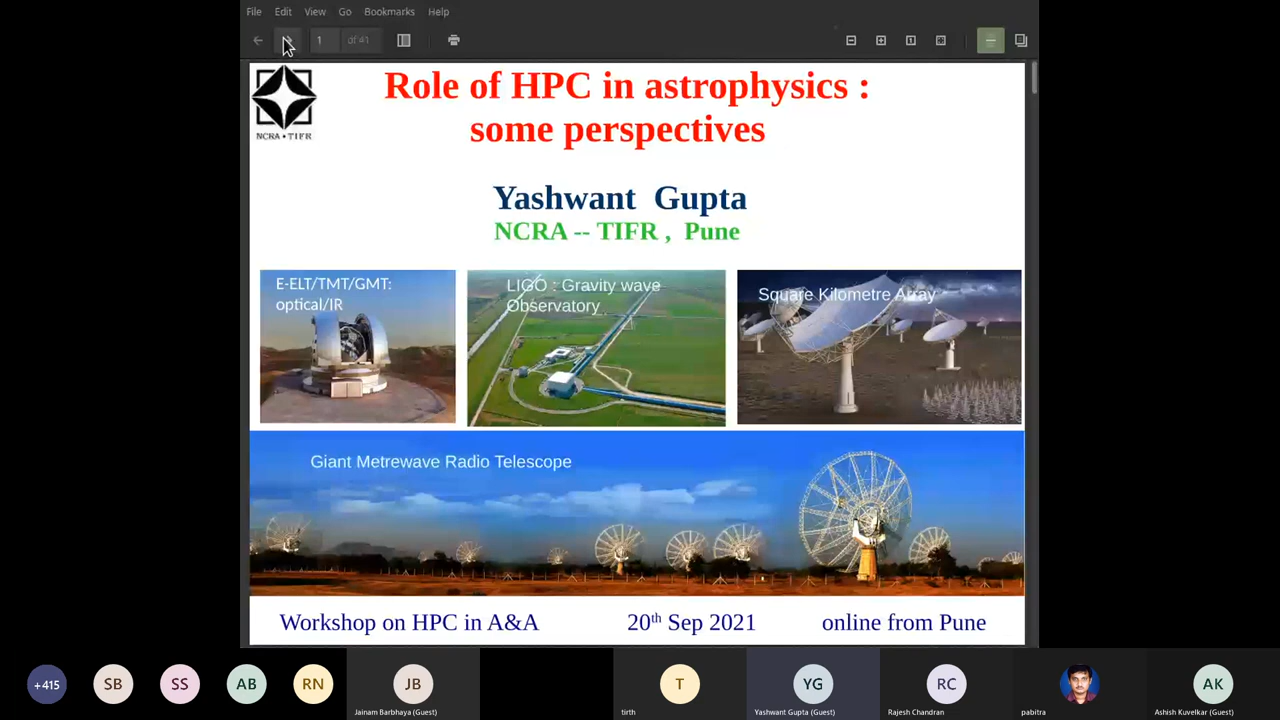 File Edit View Go Bookmarks Help
1 of 41
NCRA • TIFR
Role of HPC in astrophysics :
some perspectives
Yashwant Gupta
NCRA -- TIFR , Pune
E-ELT/TMT/GMT:
optical/IR
LIGO : Gravity wave
Observatory
Square Kilometre Array
Giant Metrewave Radio Telescope
Workshop on HPC in A&A 20th Sep 2021 online from Pune
+415 SB SS AB RN JB T YG RC AK
Jainam Barbhaya (Guest) tirth Yashwant Gupta (Guest) Rajesh Chandran pabitra Ashish Kuvelkar (Guest)